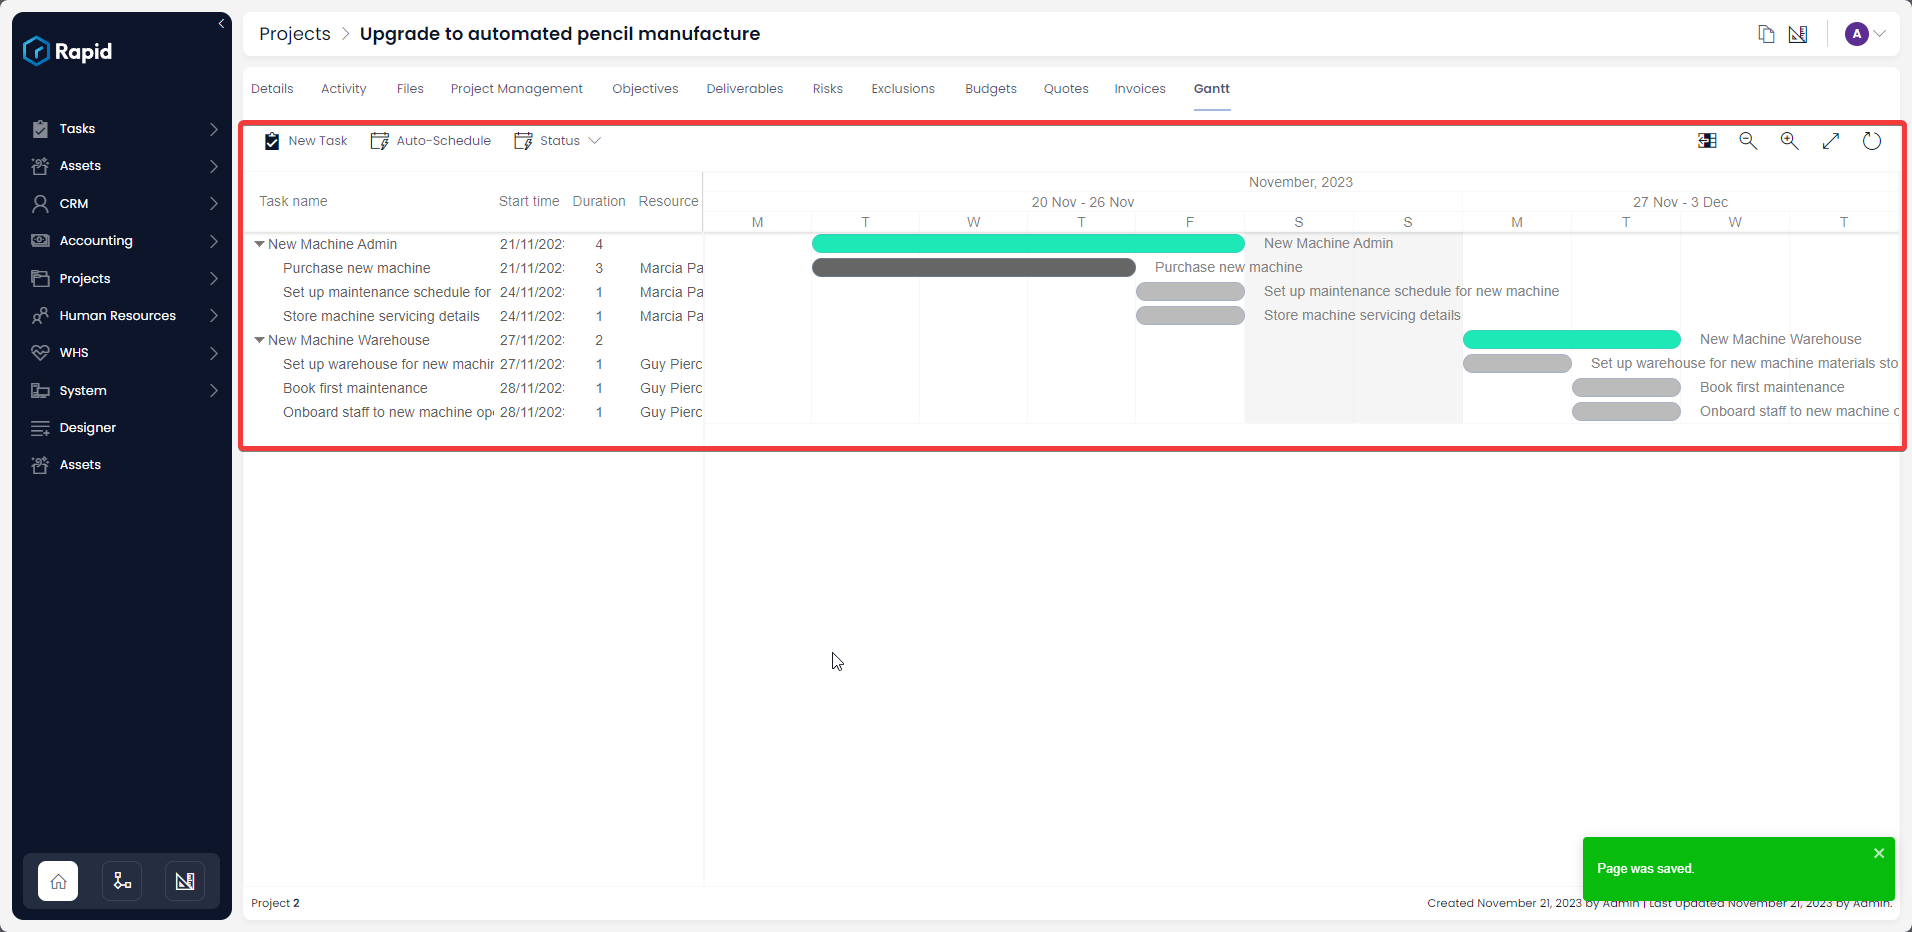 Rapid
Tasks
Assets
CRM
Accounting
Projects
Human Resources
WHS
System
Designer
Assets
Projects > Upgrade to automated pencil manufacture
A
Details Activity Files Project Management Objectives Deliverables Risks Exclusions Budgets Quotes Invoices Gantt
New Task Auto-Schedule Status
November, 2023
Task name Start time Duration Resource 20 Nov - 26 Nov 27 Nov - 3 Dec
M T W T F S S M T W T
New Machine Admin 21/11/202 4 New Machine Admin
Purchase new machine 21/11/202 3 Marcia Pa Purchase new machine
Set up maintenance schedule for 24/11/202 1 Marcia Pa Set up maintenance schedule for new machine
Store machine servicing details 24/11/202 1 Marcia Pa Store machine servicing details
New Machine Warehouse 27/11/202 2 New Machine Warehouse
Set up warehouse for new machin 27/11/202 1 Guy Pierc Set up warehouse for new machine materials sto
Book first maintenance 28/11/202 1 Guy Pierc Book first maintenance
Onboard staff to new machine op 28/11/202 1 Guy Pierc Onboard staff to new machine
Page was saved.
Project 2
Created November 21, 2023 by Admin | Last Updated November 21, 2023 by Admin.